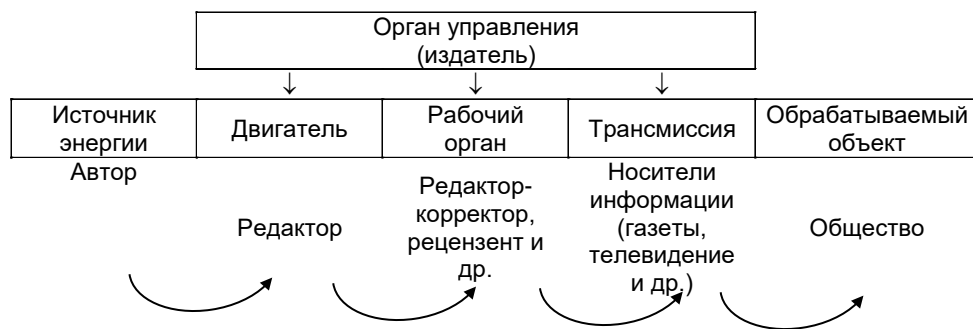 Орган управления
(издатель)
↓ ↓ ↓
Источник
энергии
Двигатель
Рабочий
орган
Трансмиссия
Обрабатываемый
объект
Автор
Редактор
Редактор-
корректор,
рецензент и
др.
Носители
информации
(газеты,
телевидение
и др.)
Общество